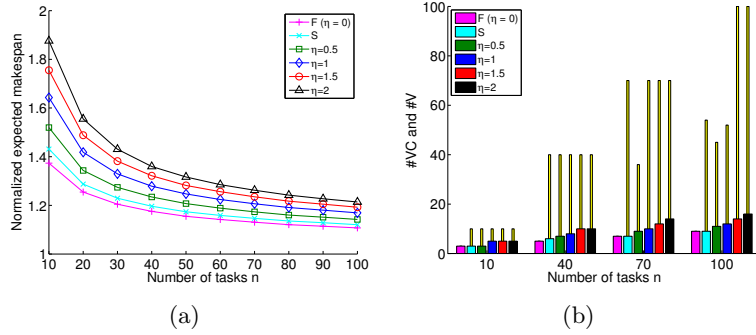 2
1.8
1.6
1.4
1.2
1
Normalized expected makespan
10 20 30 40 50 60 70 80 90 100
Number of tasks n
F (η = 0)
S
η=0.5
η=1
η=1.5
η=2
(a)
100
80
60
40
20
0
#VC and #V
10 40 70 100
Number of tasks n
F (η = 0)
S
η=0.5
η=1
η=1.5
η=2
(b)